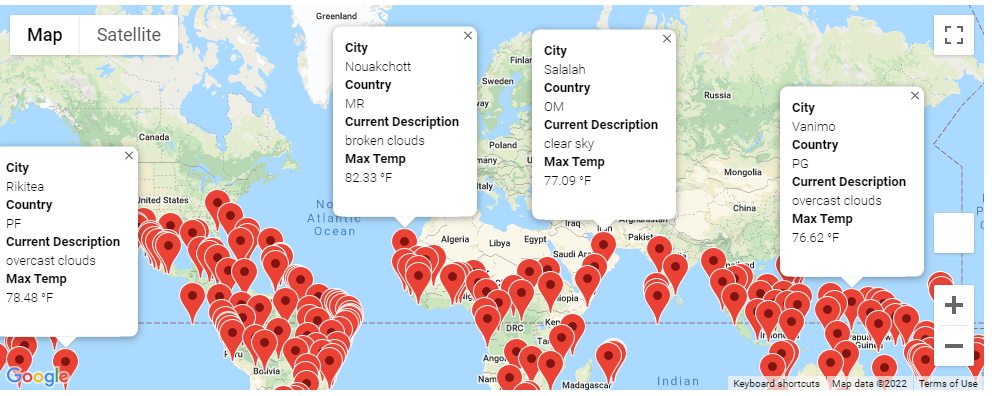 Map
Satellite
Greenland
City
Nouakchott
Country
MR
Current Description
broken clouds
Max Temp
82.33 °F
City
Salalah
Country
OM
Current Description
clear sky
Max Temp
77.09 °F
City
Vanimo
Country
PG
Current Description
overcast clouds
Max Temp
76.62 °F
City
Rikitea
Country
PF
Current Description
overcast clouds
Max Temp
78.48 °F
Sweden
Russia
Canada
Poland
Mongolia
Italy
United States
China
Atlantic
Ocean
Iraq
Afghanistan
Algeria
Libya
Egypt
Pakistan
Saudi Arabia
DRC
Peru
Bolivia
Madagascar
Indian
Google
Keyboard shortcuts
Map data ©2022
Terms of Use